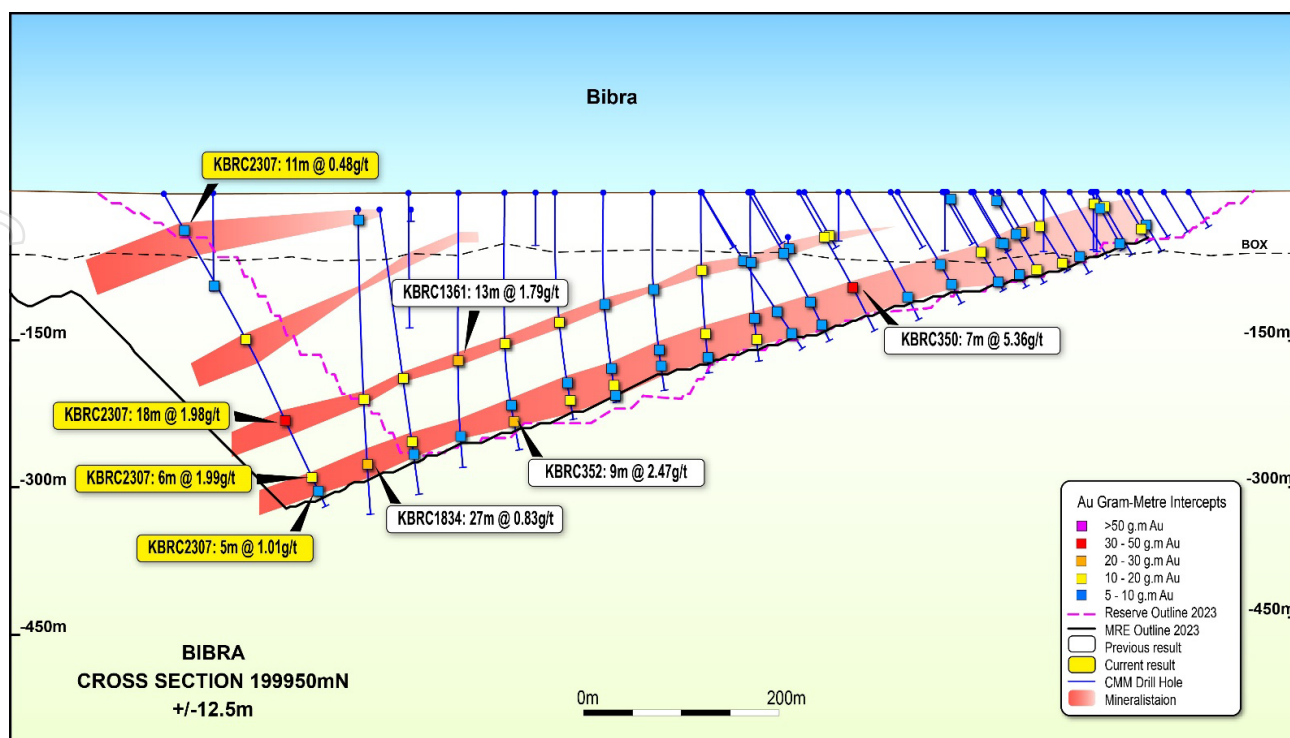 Bibra
KBRC2307: 11m @ 0.48g/t
BOX
KBRC1361: 13m @ 1.79g/t
-150m
-150m
KBRC350: 7m @ 5.36g/t
KBRC2307: 18m @ 1.98g/t
KBRC2307: 6m @ 1.99g/t
KBRC352: 9m @ 2.47g/t
-300m
-300m
KBRC1834: 27m @ 0.83g/t
KBRC2307: 5m @ 1.01g/t
Au Gram-Metre Intercepts
>50 g.m Au
30 - 50 g.m Au
20 - 30 g.m Au
10 - 20 g.m Au
5 - 10 g.m Au
Reserve Outline 2023
MRE Outline 2023
Previous result
Current result
CMM Drill Hole
Mineralistaion
-450m
-450m
BIBRA
CROSS SECTION 199950mN
+/-12.5m
0m 200m